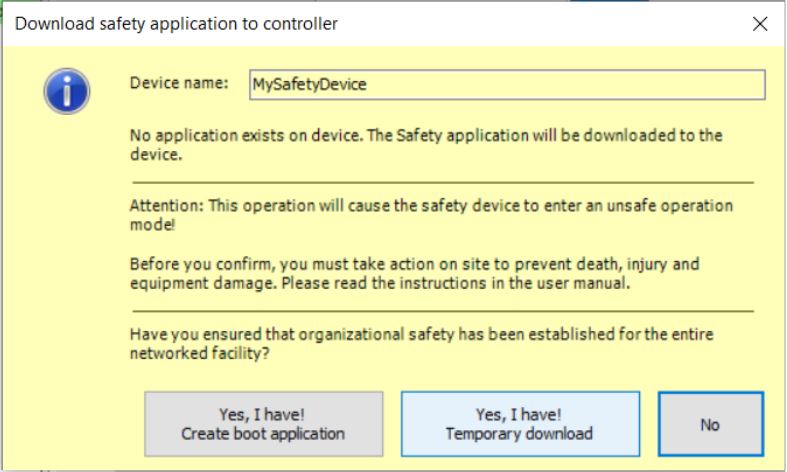 Download safety application to controller
Device name: MySafetyDevice
No application exists on device. The Safety application will be downloaded to the
device.
Attention: This operation will cause the safety device to enter an unsafe operation
mode!
Before you confirm, you must take action on site to prevent death, injury and
equipment damage. Please read the instructions in the user manual.
Have you ensured that organizational safety has been established for the entire
networked facility?
Yes, I have!
Create boot application
Yes, I have!
Temporary download
No